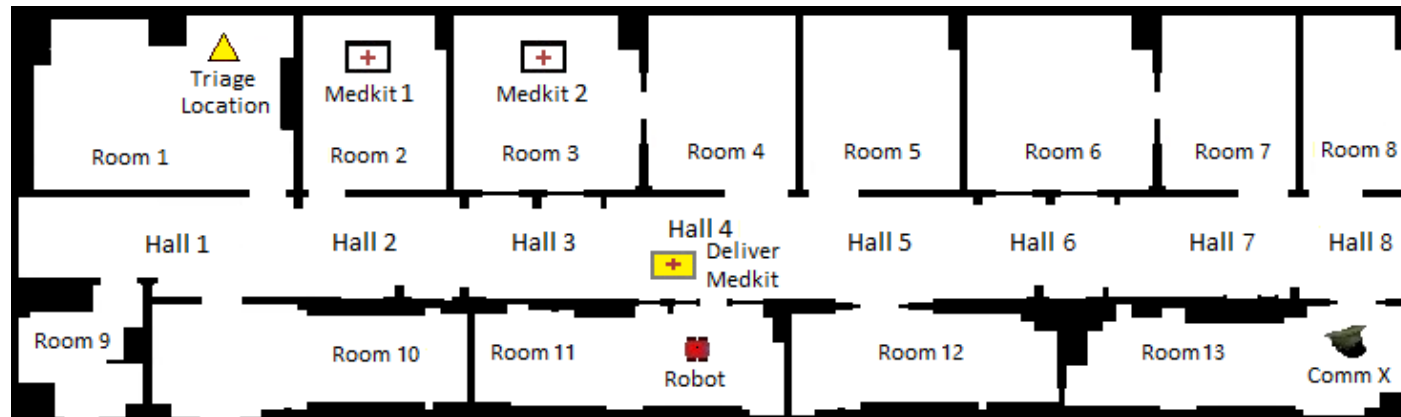 Triage
Location
Medkit 1
Medkit 2
Room 1
Room 2
Room 3
Room 4
Room 5
Room 6
Room 7
Room 8
Hall 1
Hall 2
Hall 3
Hall 4
Hall 5
Hall 6
Hall 7
Hall 8
Deliver
Medkit
Room 9
Room 10
Room 11
Robot
Room 12
Room13
Comm X